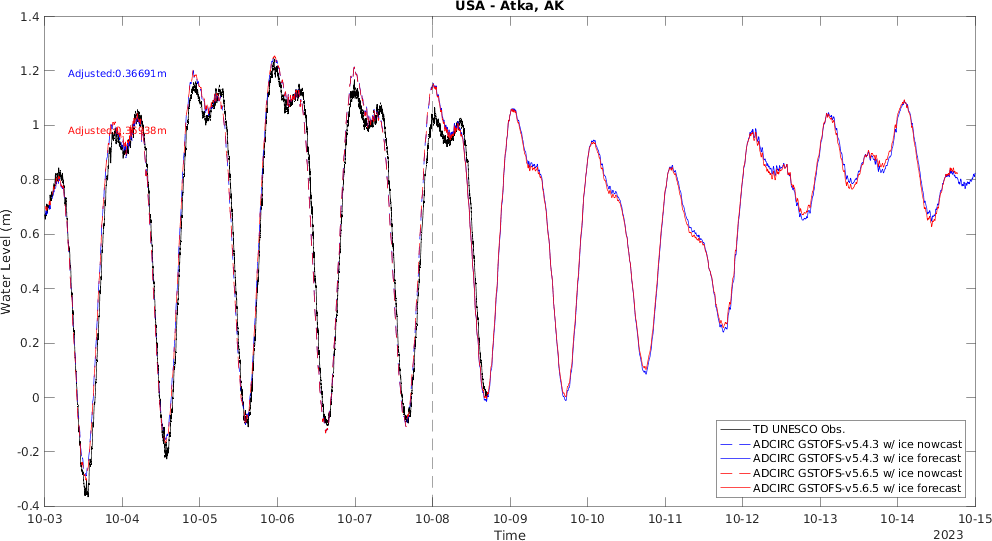 USA - Atka, AK
1.4
1.2
1
0.8
0.6
0.4
0.2
0
-0.2
-0.4
Water Level (m)
Adjusted:0.36691m
10-03
10-04
10-05
10-06
10-07
10-08
10-09
10-10
10-11
10-12
10-13
10-14
10-15
Time
2023
TD UNESCO Obs.
ADCIRC GSTOFS-v5.4.3 w/ ice nowcast
ADCIRC GSTOFS-v5.4.3 w/ ice forecast
ADCIRC GSTOFS-v5.6.5 w/ ice nowcast
ADCIRC GSTOFS-v5.6.5 w/ ice forecast